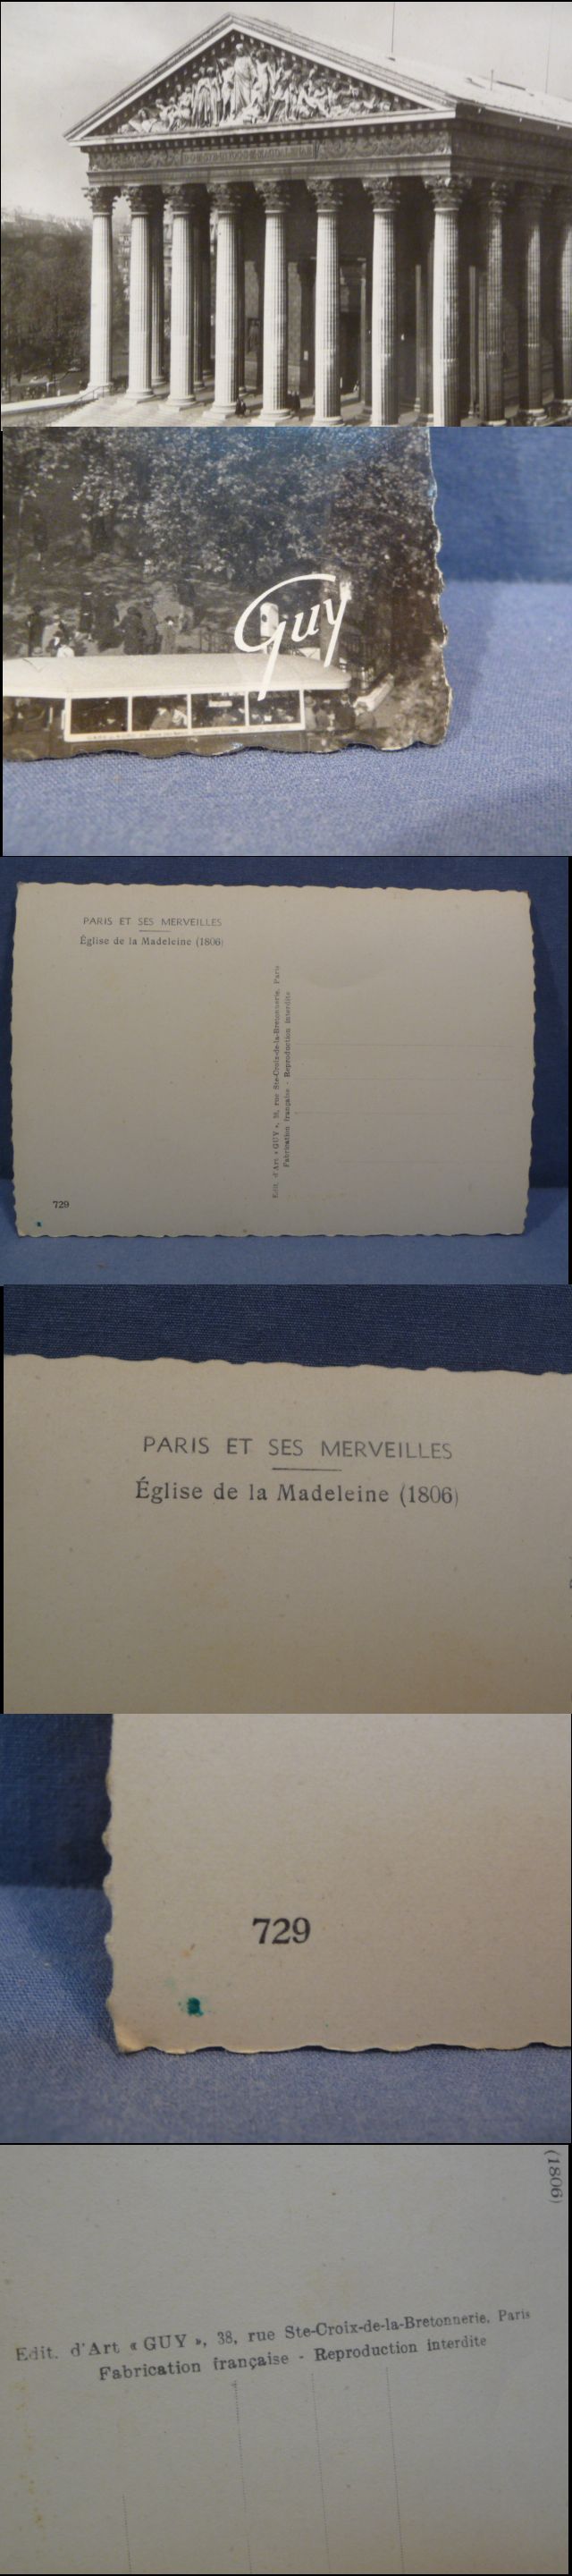 Guy
PARIS ET SES MERVEILLES
Église de la Madeleine (1806)
Edit. d'Art « GUY », 38, rue Ste-Croix-de-la-Bretonnerie, Paris
Fabrication française - Reproduction interdite
729
PARIS ET SES MERVEILLES
Église de la Madeleine (1806)
729
(1806)
Edit. d'Art « GUY », 38, rue Ste-Croix-de-la-Bretonnerie, Paris
Fabrication française - Reproduction interdite